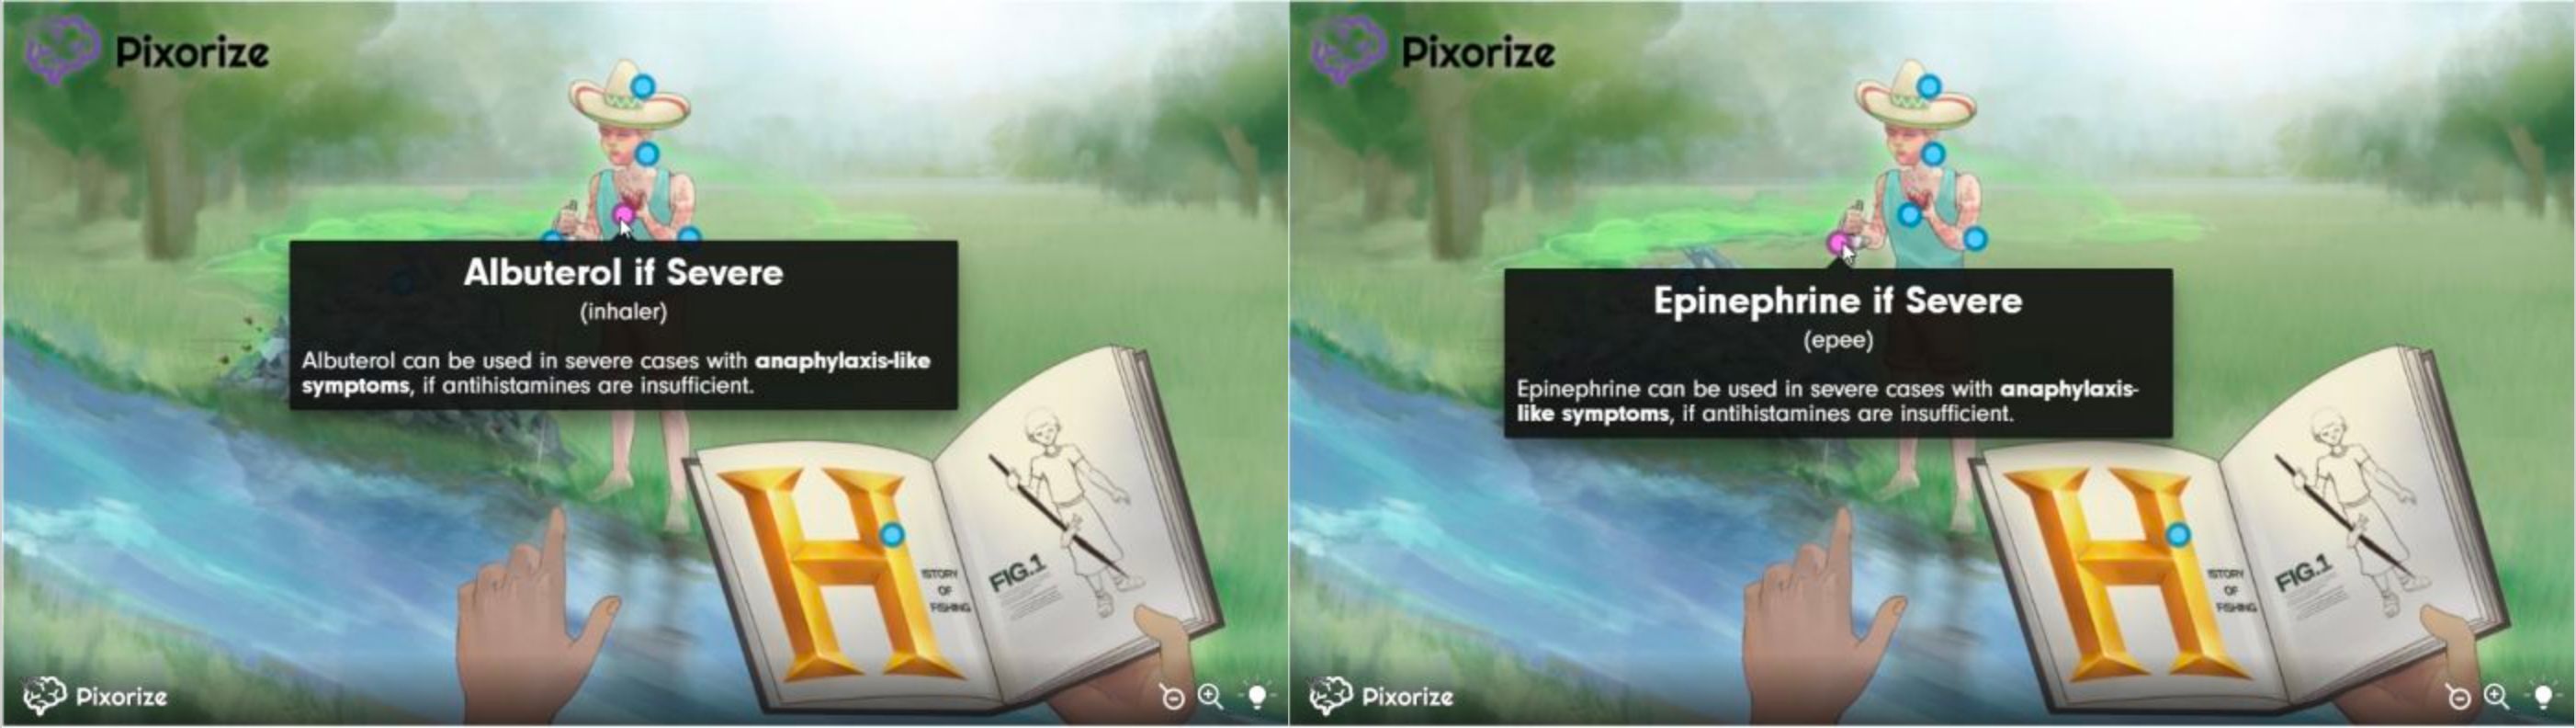 Pixorize
Albuterol if Severe
(inhaler)
Albuterol can be used in severe cases with anaphylaxis-like
symptoms, if antihistamines are insufficient.
H
ISTORY
OF
FISHING
FIG.1
Pixorize
Pixorize
Epinephrine if Severe
(epee)
Epinephrine can be used in severe cases with anaphylaxis-
like symptoms, if antihistamines are insufficient.
H
ISTORY
OF
FISHING
FIG.1
Pixorize